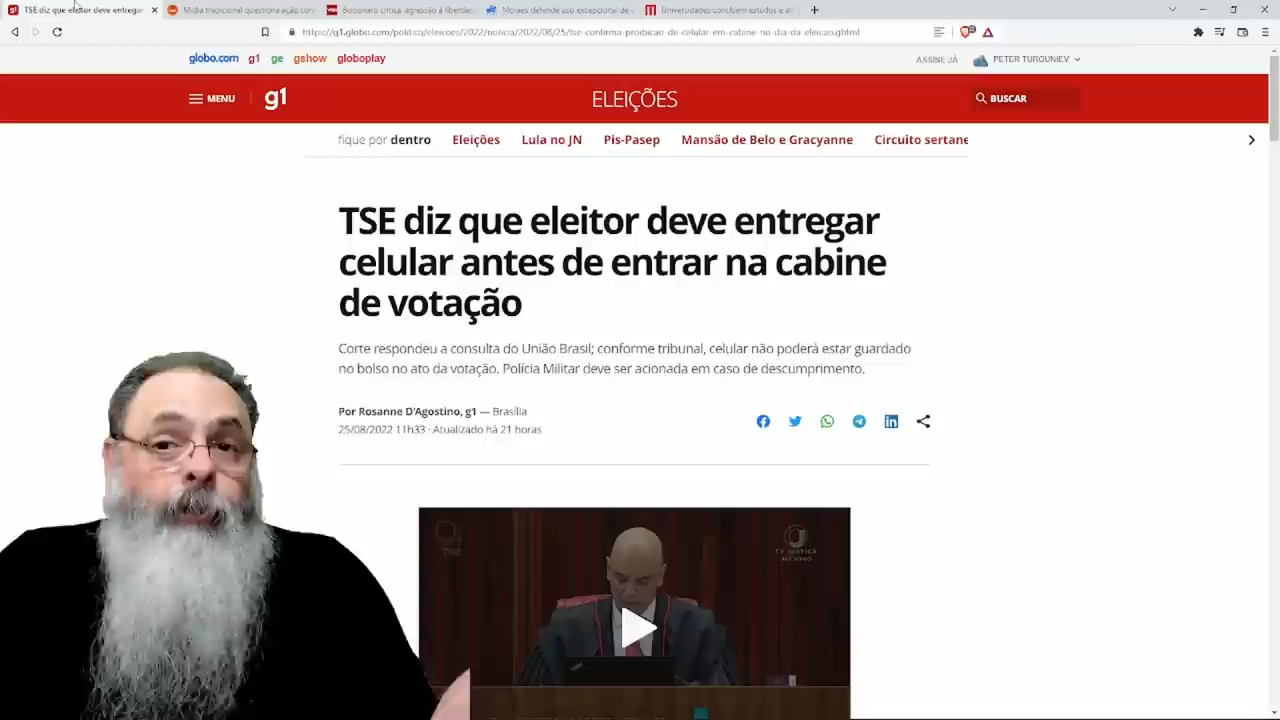 TSE diz que eleitor deve entregar
Mídia tradicional questiona ação con
Bolsonaro critica agressão à liberdad
Moraes defende uso excepcional de
Universidades concluem estudos e at
https://g1.globo.com/politica/eleicoes/2022/noticia/2022/08/25/tse-confirma-proibicao-de-celular-em-cabine-no-dia-da-eleicao.ghtml
globo.com g1 ge gshow globoplay
ASSINE JÁ
PETER TURGUNIEV
MENU
g1
ELEIÇÕES
BUSCAR
fique por dentro Eleições Lula no JN Pis-Pasep Mansão de Belo e Gracyanne Circuito sertane
TSE diz que eleitor deve entregar
celular antes de entrar na cabine
de votação
Corte respondeu a consulta do União Brasil; conforme tribunal, celular não poderá estar guardado
no bolso no ato da votação. Polícia Militar deve ser acionada em caso de descumprimento.
Por Rosanne D'Agostino, g1 — Brasília
25/08/2022 11h33 · Atualizado há 21 horas
TSE
TV JUSTIÇA
AO VIVO